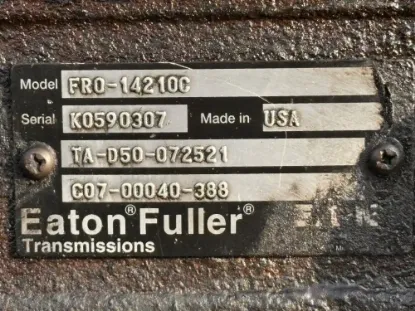 Model FRO-14210C
Serial K0590307 Made in USA
TA-D50-072521
C07-00040-388
Eaton® Fuller®
Transmissions